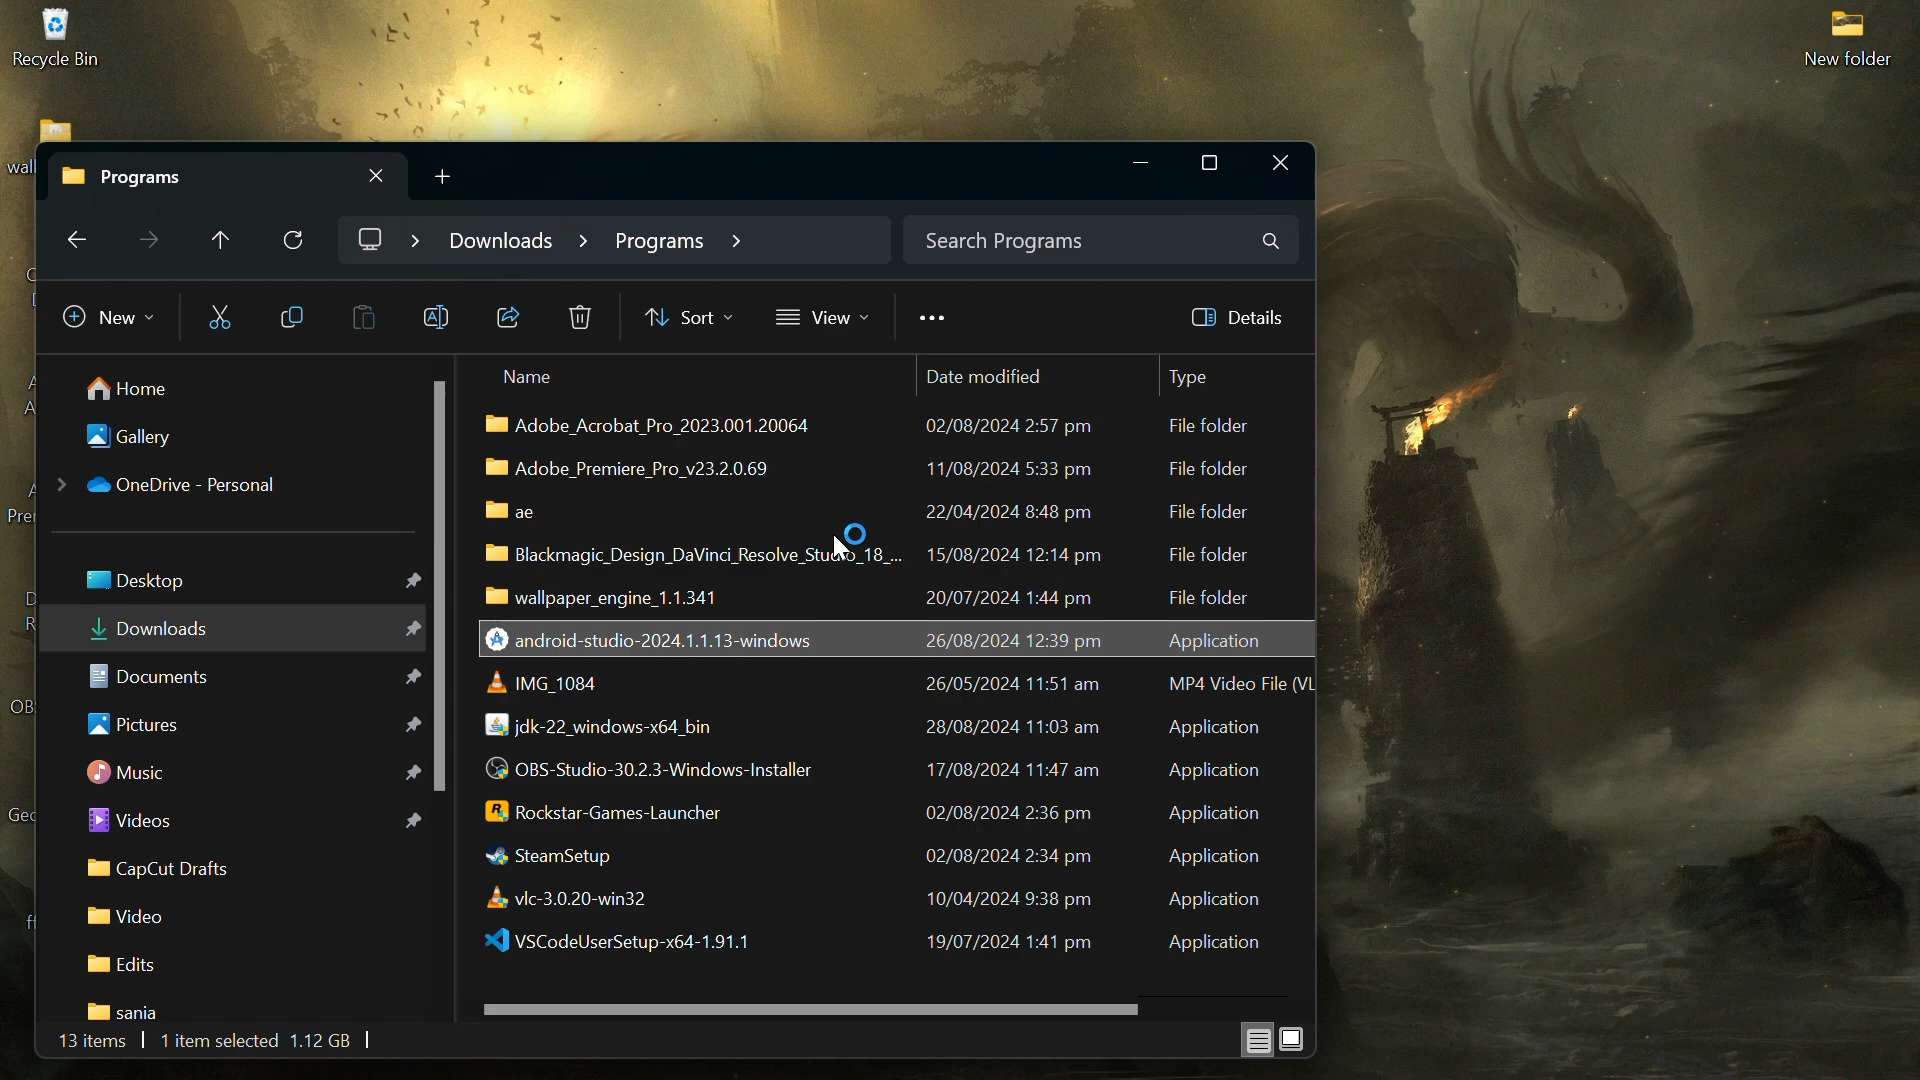 Recycle Bin
New folder
Programs
Downloads
Programs
Search Programs
New
Sort
View
Details
Home
Gallery
OneDrive - Personal
Desktop
Downloads
Documents
Pictures
Music
Videos
CapCut Drafts
Video
Edits
sania
Name Date modified Type
Adobe_Acrobat_Pro_2023.001.20064 02/08/2024 2:57 pm File folder
Adobe_Premiere_Pro_v23.2.0.69 11/08/2024 5:33 pm File folder
ae 22/04/2024 8:48 pm File folder
Blackmagic_Design_DaVinci_Resolve_Studio_18_... 15/08/2024 12:14 pm File folder
wallpaper_engine_1.1.341 20/07/2024 1:44 pm File folder
android-studio-2024.1.1.13-windows 26/08/2024 12:39 pm Application
IMG_1084 26/05/2024 11:51 am MP4 Video File (VL
jdk-22_windows-x64_bin 28/08/2024 11:03 am Application
OBS-Studio-30.2.3-Windows-Installer 17/08/2024 11:47 am Application
Rockstar-Games-Launcher 02/08/2024 2:36 pm Application
SteamSetup 02/08/2024 2:34 pm Application
vlc-3.0.20-win32 10/04/2024 9:38 pm Application
VSCodeUserSetup-x64-1.91.1 19/07/2024 1:41 pm Application
13 items 1 item selected 1.12 GB